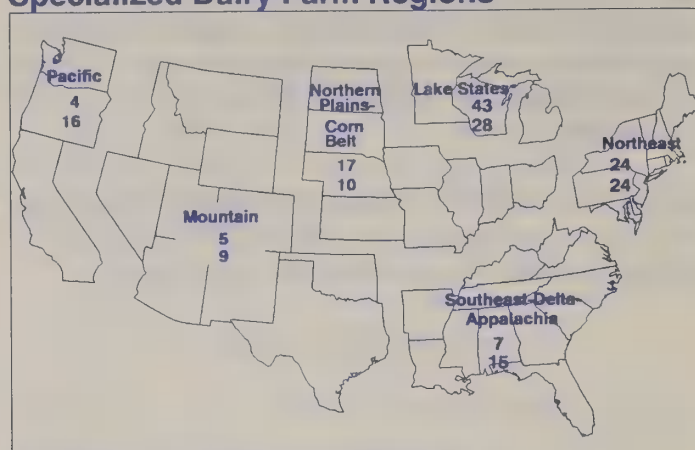 Specialized Dairy Farm Regions
Pacific
4
16
Northern
Plains-
Corn
Belt
17
10
Lake States
43
28
Northeast
24
24
Mountain
5
9
Southeast-Delta-
Appalachia
7
15